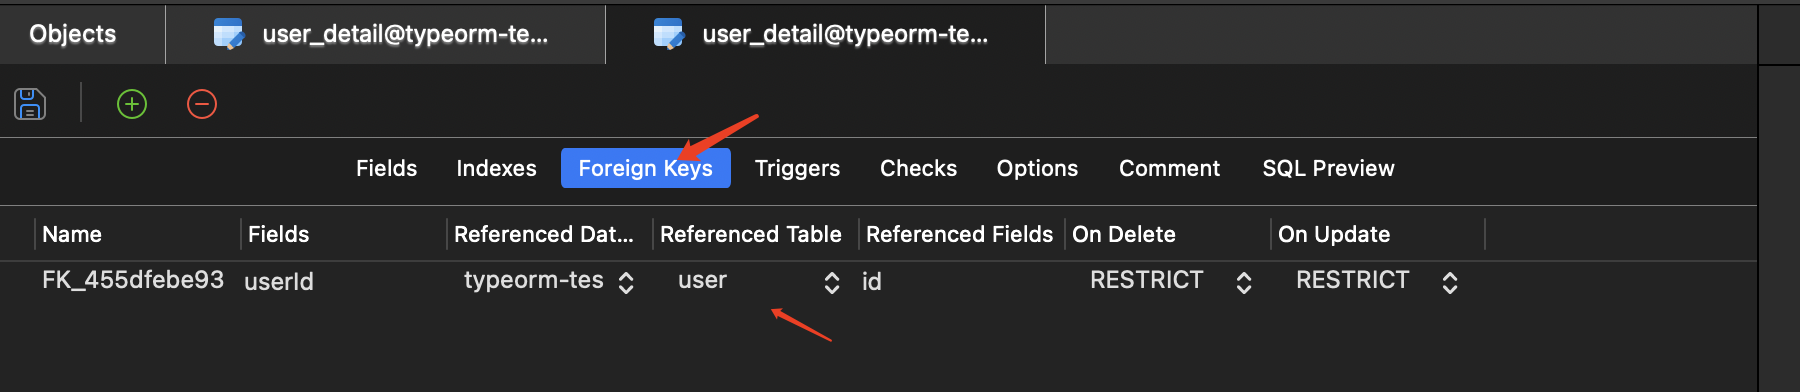 Objects user_detail@typeorm-te... user_detail@typeorm-te...
Fields Indexes Foreign Keys Triggers Checks Options Comment SQL Preview
Name Fields Referenced Dat... Referenced Table Referenced Fields On Delete On Update
FK_455dfebe93 userId typeorm-tes user id RESTRICT RESTRICT